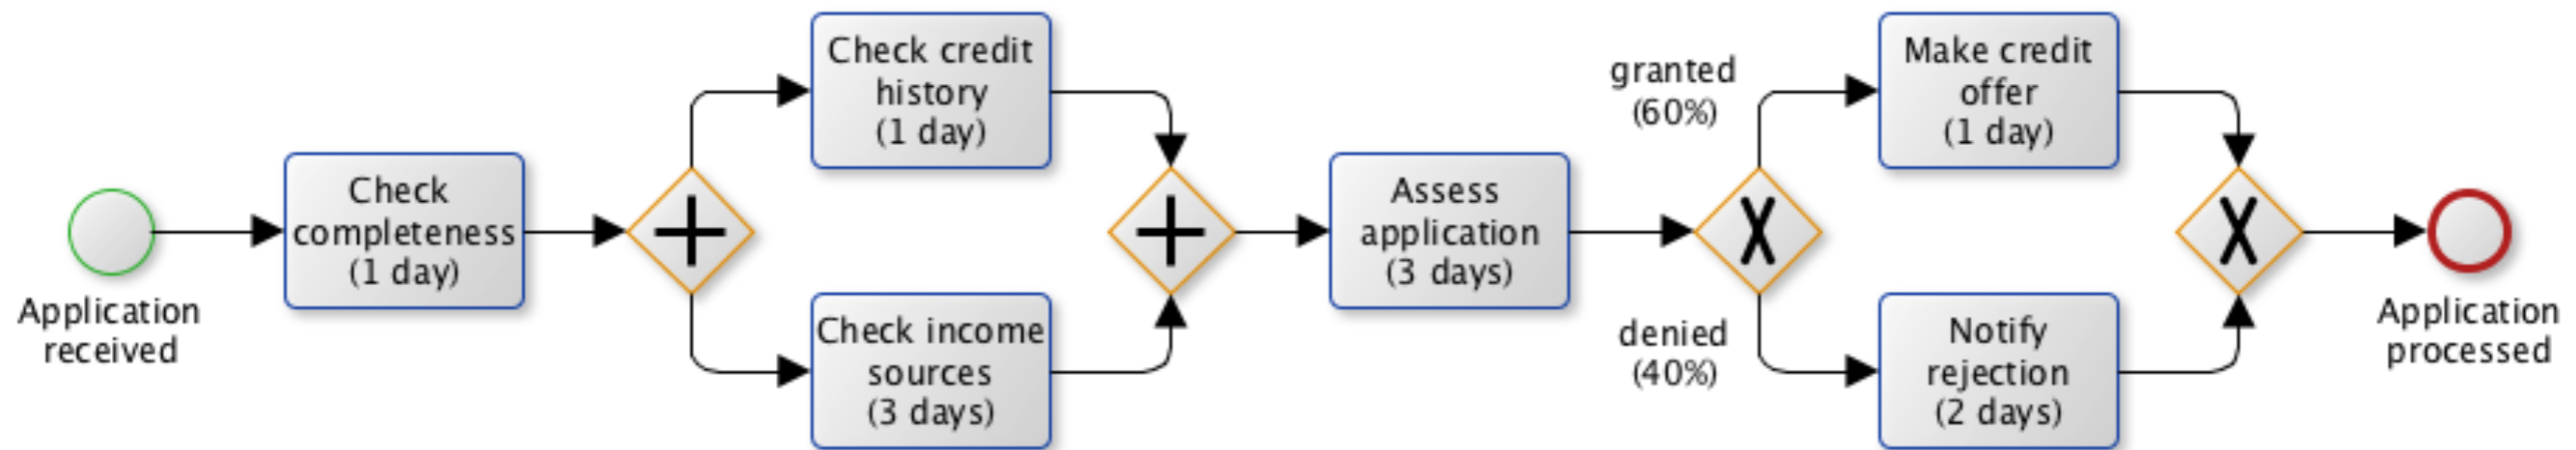 Application
received
Check
completeness
(1 day)
Check credit
history
(1 day)
Check income
sources
(3 days)
Assess
application
(3 days)
granted
(60%)
denied
(40%)
Make credit
offer
(1 day)
Notify
rejection
(2 days)
Application
processed